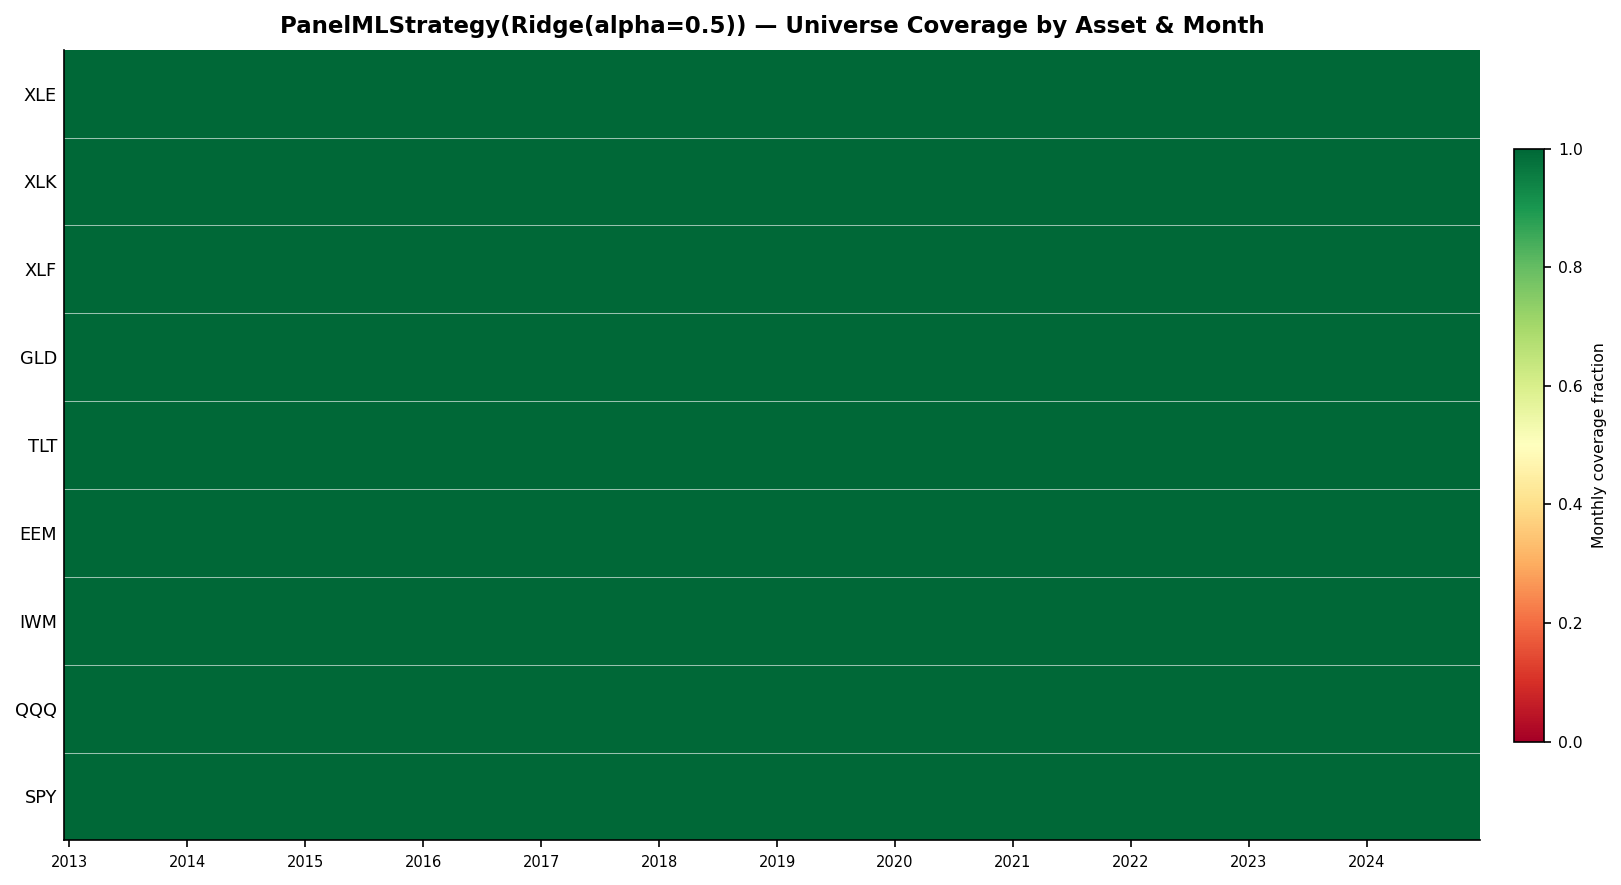 PanelMLStrategy(Ridge(alpha=0.5)) — Universe Coverage by Asset & Month
XLE
XLK
XLF
GLD
TLT
EEM
IWM
QQQ
SPY
2013 2014 2015 2016 2017 2018 2019 2020 2021 2022 2023 2024
1.0
0.8
0.6
0.4
0.2
0.0
Monthly coverage fraction